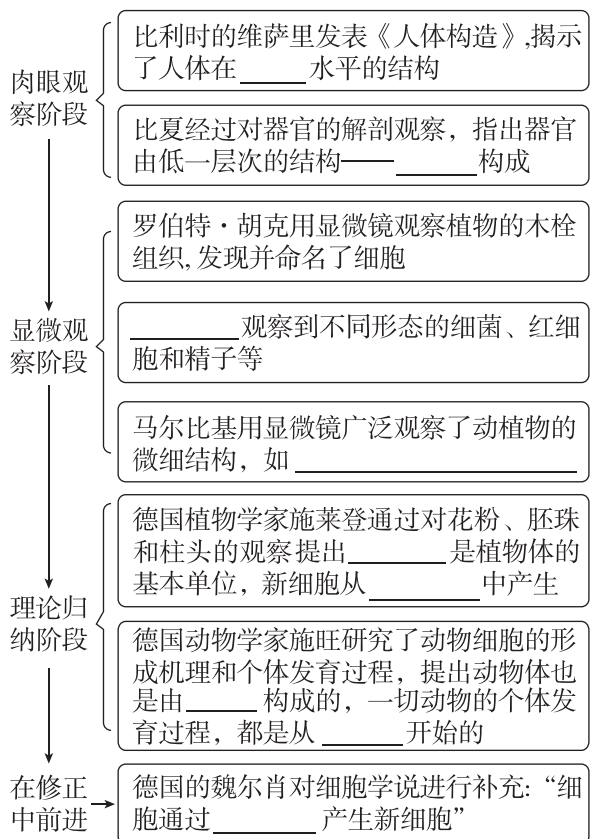 比利时的维萨里发表《人体构造》,揭示
了人体在_____水平的结构
肉眼观
察阶段
比夏经过对器官的解剖观察，指出器官
由低一层次的结构——______构成
罗伯特·胡克用显微镜观察植物的木栓
组织,发现并命名了细胞
显微观
察阶段
________观察到不同形态的细菌、红细
胞和精子等
马尔比基用显微镜广泛观察了动植物的
微细结构，如____________________
德国植物学家施莱登通过对花粉、胚珠
和柱头的观察提出_______是植物体的
基本单位，新细胞从________中产生
理论归
纳阶段
德国动物学家施旺研究了动物细胞的形
成机理和个体发育过程，提出动物体也
是由_____构成的，一切动物的个体发
育过程，都是从______开始的
在修正
中前进
德国的魏尔肖对细胞学说进行补充:“细
胞通过_______产生新细胞”